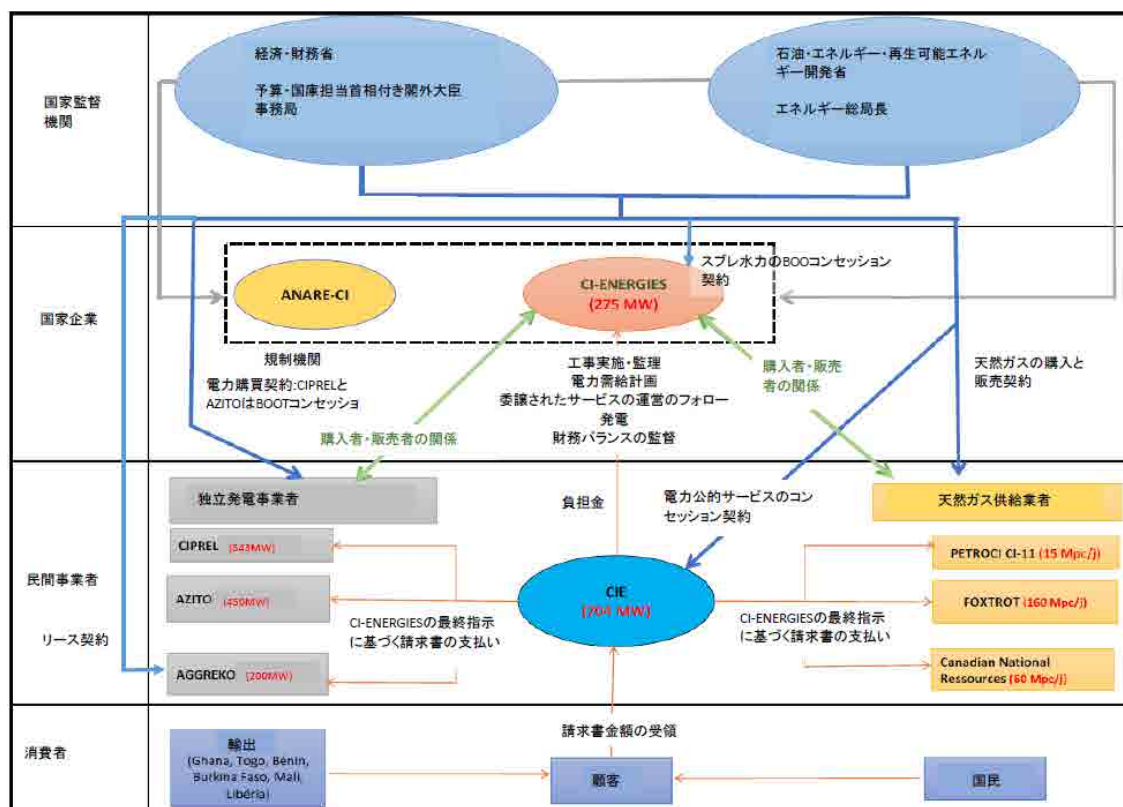 国家監督
機関
経済・財務省
予算・国庫担当首相付き閣外大臣
事務局
石油・エネルギー・再生可能エネル
ギー開発省
エネルギー総局長
国家企業
ANARE-CI
規制機関
CI-ENERGIES
(275 MW)
スブレ水力のBOOコンセッション
契約
電力購買契約:CIPRELと
AZITOはBOOTコンセッショ
購入者・販売者の関係
工事実施・監理
電力需給計画
委譲されたサービスの運営のフォロー
発電
財務バランスの監督
購入者・販売
者の関係
天然ガスの購入と
販売契約
民間事業者
リース契約
独立発電事業者
CIPREL (543MW)
AZITO (450MW)
AGGREKO (200MW)
負担金
電力公的サービスのコン
セッション契約
CIE
(704 MW)
CI-ENERGIESの最終指示
に基づく請求書の支払い
CI-ENERGIESの最終指示
に基づく請求書の支払い
天然ガス供給業者
PETROCI CI-11 (15 Mpc/j)
FOXTROT (160 Mpc/j)
Canadian National
Ressources (60 Mpc/j)
消費者
輸出
(Ghana, Togo, Bénin,
Burkina Faso, Mali,
Libéria)
請求書金額の受領
顧客
国民